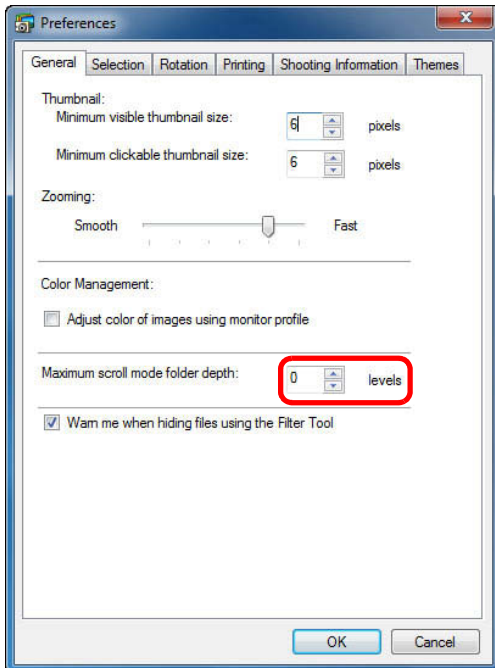 Preferences
General Selection Rotation Printing Shooting Information Themes
Thumbnail:
Minimum visible thumbnail size: 6 pixels
Minimum clickable thumbnail size: 6 pixels
Zooming:
Smooth Fast
Color Management:
Adjust color of images using monitor profile
Maximum scroll mode folder depth: 0 levels
Warn me when hiding files using the Filter Tool
OK Cancel